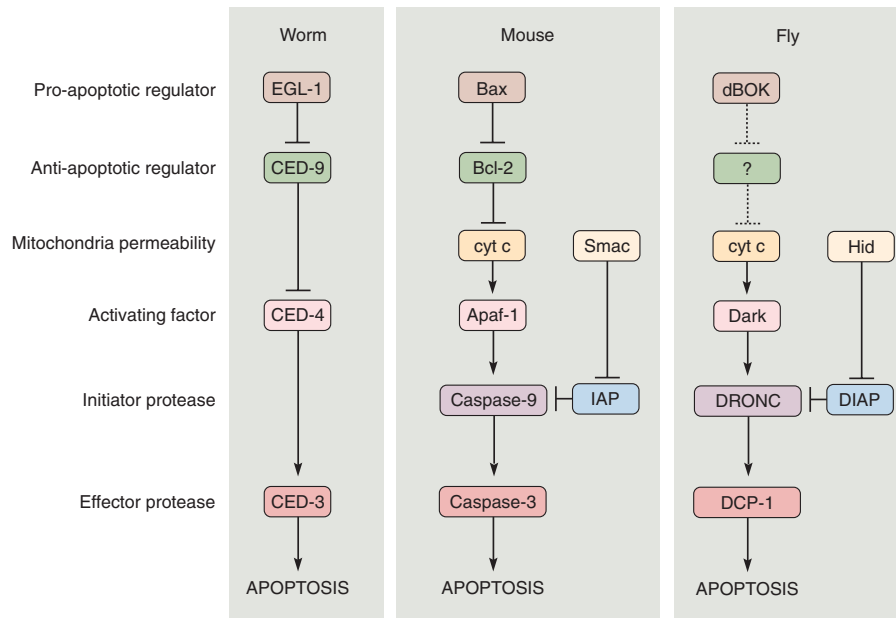 Worm Mouse Fly
Pro-apoptotic regulator EGL-1 Bax dBOK
Anti-apoptotic regulator CED-9 Bcl-2 ?
Mitochondria permeability cyt c Smac cyt c Hid
Activating factor CED-4 Apaf-1 Dark
Initiator protease Caspase-9 IAP DRONC DIAP
Effector protease CED-3 Caspase-3 DCP-1
APOPTOSIS APOPTOSIS APOPTOSIS